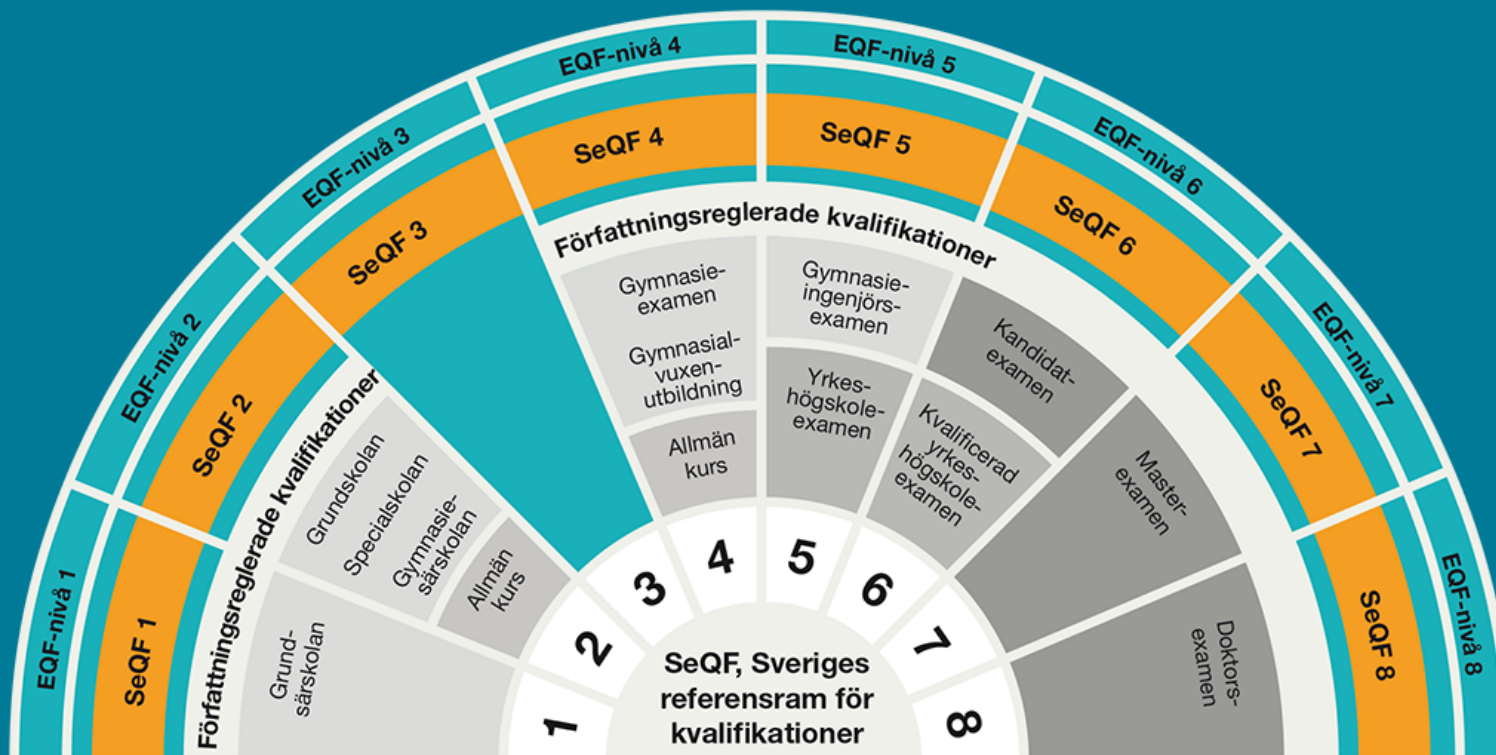 EQF-nivå 1
EQF-nivå 2
EQF-nivå 3
EQF-nivå 4
EQF-nivå 5
EQF-nivå 6
EQF-nivå 7
EQF-nivå 8
SeQF 1
SeQF 2
SeQF 3
SeQF 4
SeQF 5
SeQF 6
SeQF 7
SeQF 8
Författningsreglerade kvalifikationer
Författningsreglerade kvalifikationer
Grund-
särskolan
Grundskolan
Specialskolan
Gymnasie-
särskolan
Allmän
kurs
Gymnasie-
examen
Gymnasial-
vuxen-
utbildning
Allmän
kurs
Gymnasie-
ingenjörs-
examen
Yrkes-
högskole-
examen
Kandidat-
examen
Kvalificerad
yrkes-
högskole-
examen
Master-
examen
Doktors-
examen
1
2
3
4
5
6
7
8
SeQF, Sveriges
referensram för
kvalifikationer